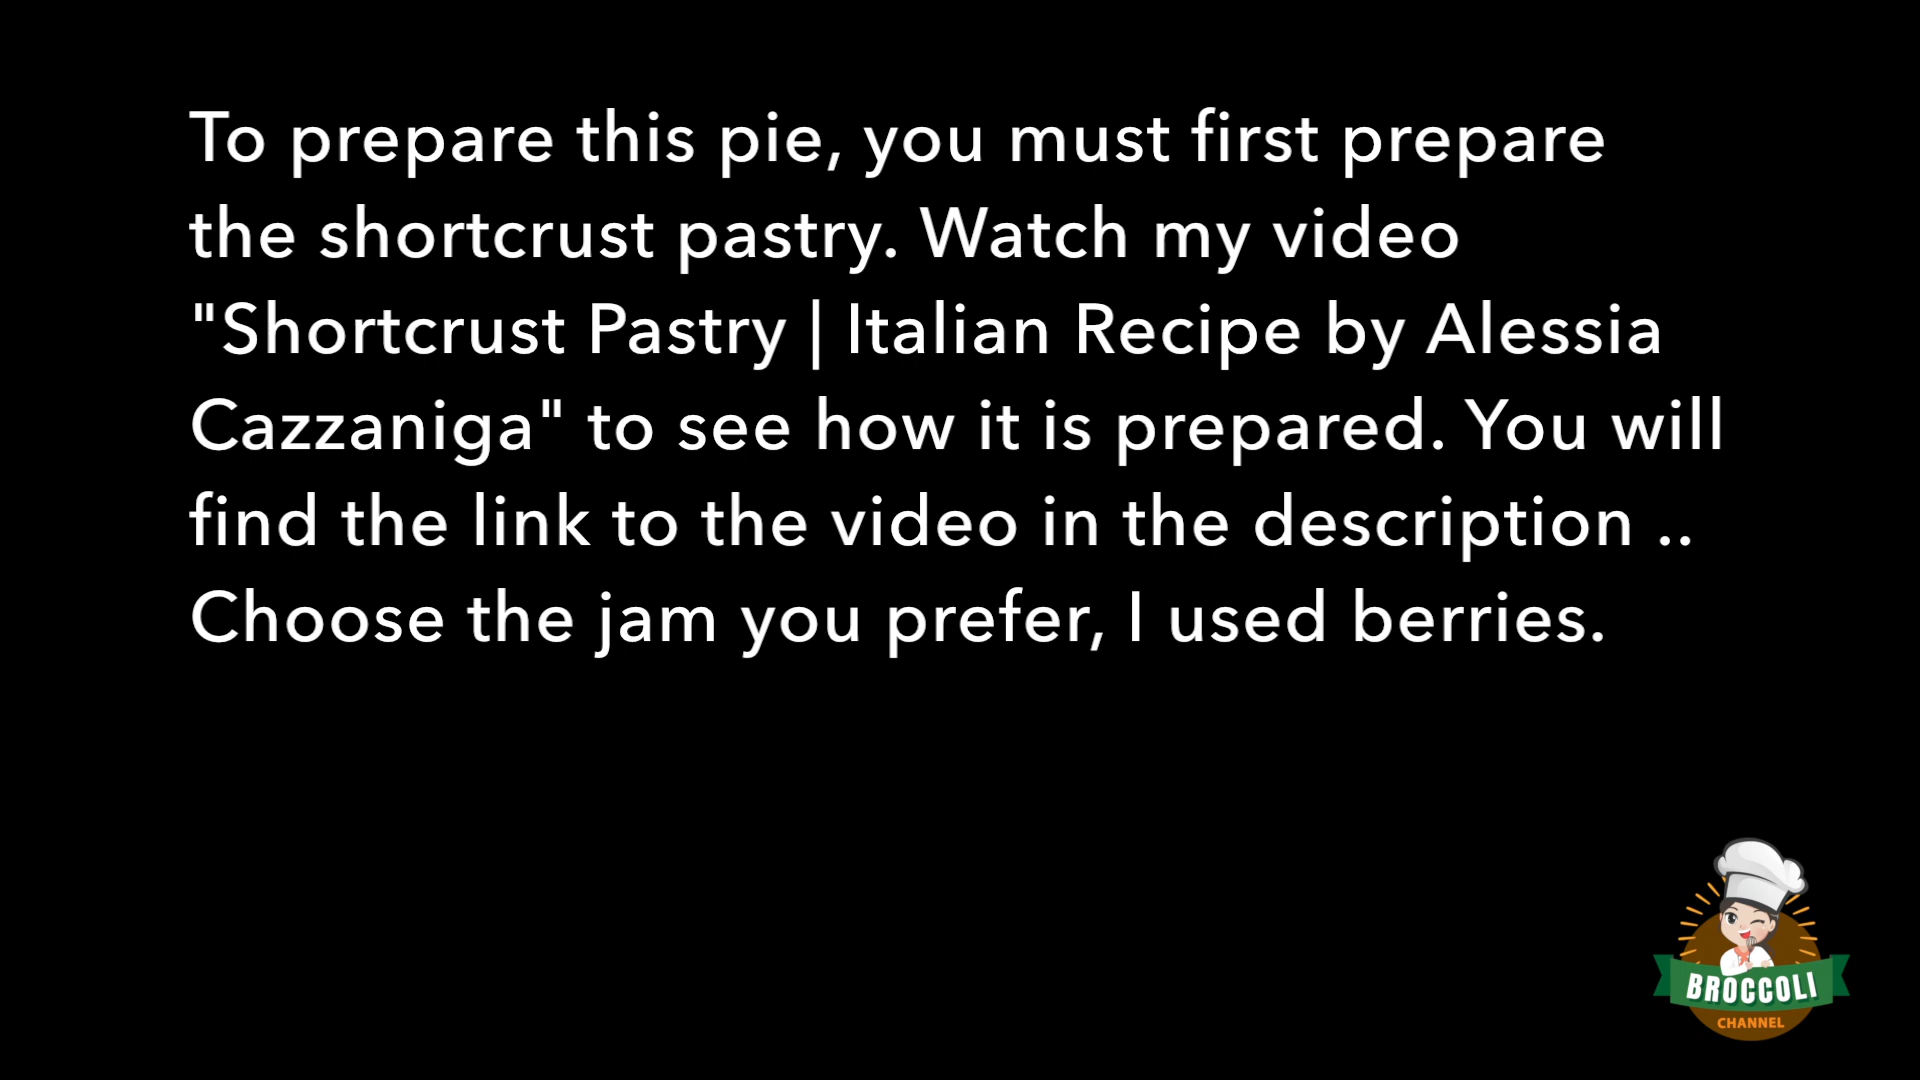 To prepare this pie, you must first prepare
the shortcrust pastry. Watch my video
"Shortcrust Pastry | Italian Recipe by Alessia
Cazzaniga" to see how it is prepared. You will
find the link to the video in the description ..
Choose the jam you prefer, I used berries.
BROCCOLI
CHANNEL